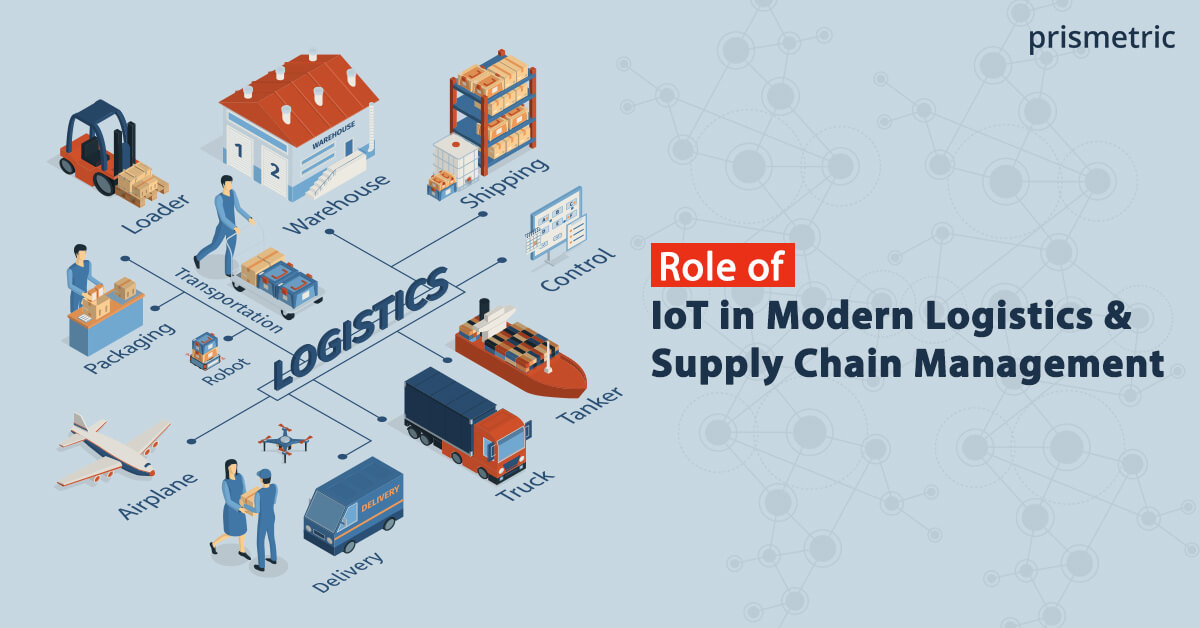 prismetric
WAREHOUSE
1
2
Loader
Warehouse
Shipping
Control
Transportation
Packaging
Robot
LOGISTICS
Tanker
Truck
Airplane
DELIVERY
Delivery
Role of
IoT in Modern Logistics &
Supply Chain Management